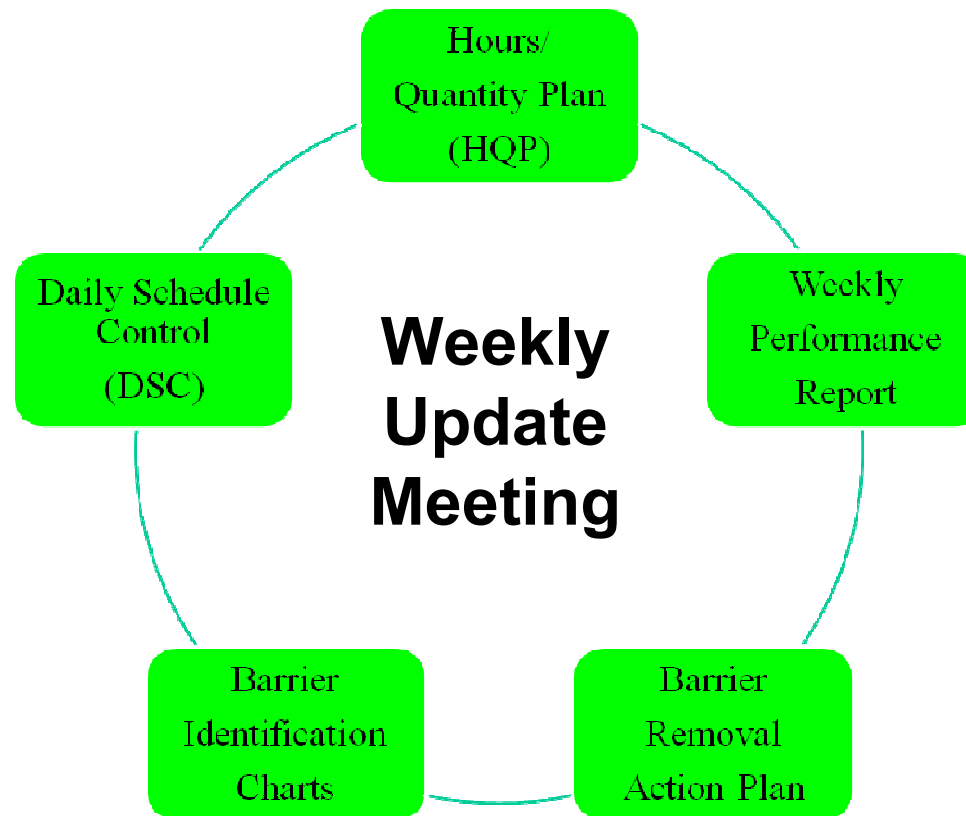 Hours/
Quantity Plan
(HQP)
Daily Schedule
Control
(DSC)
Weekly
Update
Meeting
Weekly
Performance
Report
Barrier
Identification
Charts
Barrier
Removal
Action Plan